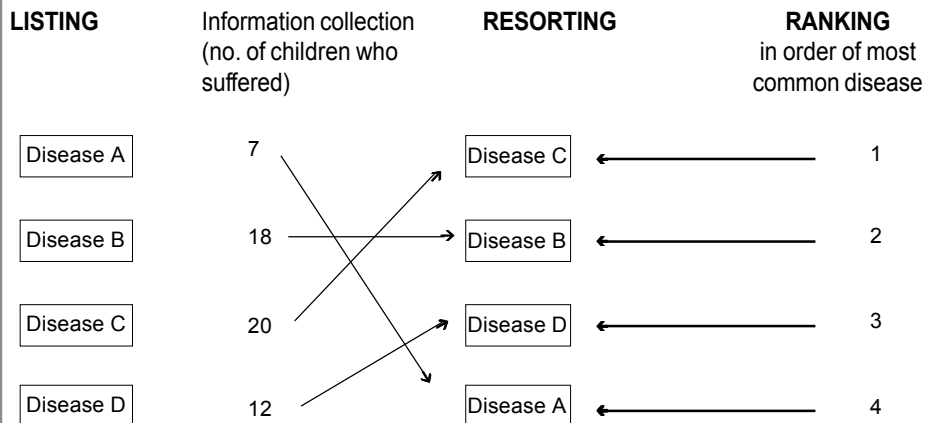 LISTING
Information collection
(no. of children who
suffered)
RESORTING
RANKING
in order of most
common disease
Disease A
7
Disease C
1
Disease B
18
Disease B
2
Disease C
20
Disease D
3
Disease D
12
Disease A
4